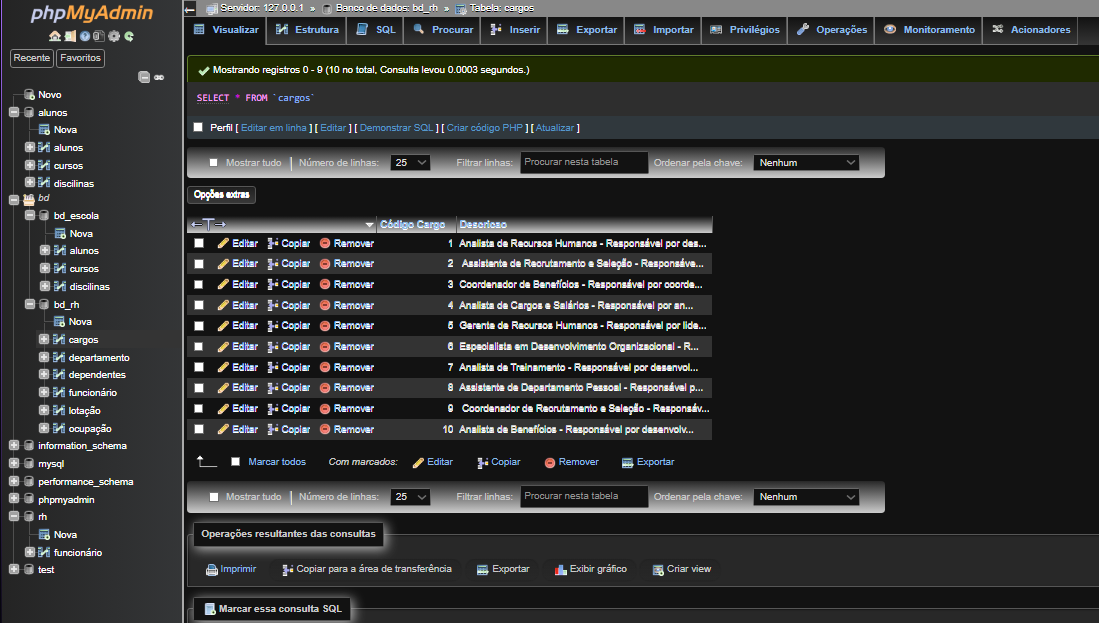 phpMyAdmin
Recente Favoritos
Novo
alunos
Nova
alunos
cursos
discilinas
bd
bd_escola
Nova
alunos
cursos
discilinas
bd_rh
Nova
cargos
departamento
dependentes
funcionário
lotação
ocupação
information_schema
mysql
performance_schema
phpmyadmin
rh
Nova
funcionário
test
Servidor: 127.0.0.1 » Banco de dados: bd_rh » Tabela: cargos
Visualizar Estrutura SQL Procurar Inserir Exportar Importar Privilégios Operações Monitoramento Acionadores
Mostrando registros 0 - 9 (10 no total, Consulta levou 0.0003 segundos.)
SELECT * FROM `cargos`
Perfil [ Editar em linha ] [ Editar ] [ Demonstrar SQL ] [ Criar código PHP ] [ Atualizar ]
Mostrar tudo | Número de linhas: 25 Filtrar linhas: Procurar nesta tabela Ordenar pela chave: Nenhum
Opções extras
←T→ Código Cargo Descricao
Editar Copiar Remover 1 Analista de Recursos Humanos - Responsável por des...
Editar Copiar Remover 2 Assistente de Recrutamento e Seleção - Responsáve...
Editar Copiar Remover 3 Coordenador de Benefícios - Responsável por coorde...
Editar Copiar Remover 4 Analista de Cargos e Salários - Responsável por an...
Editar Copiar Remover 5 Gerente de Recursos Humanos - Responsável por lide...
Editar Copiar Remover 6 Especialista em Desenvolvimento Organizacional - R...
Editar Copiar Remover 7 Analista de Treinamento - Responsável por desenvol...
Editar Copiar Remover 8 Assistente de Departamento Pessoal - Responsável p...
Editar Copiar Remover 9 Coordenador de Recrutamento e Seleção - Responsáv...
Editar Copiar Remover 10 Analista de Benefícios - Responsável por desenvolv...
Marcar todos Com marcados: Editar Copiar Remover Exportar
Mostrar tudo | Número de linhas: 25 Filtrar linhas: Procurar nesta tabela Ordenar pela chave: Nenhum
Operações resultantes das consultas
Imprimir Copiar para a área de transferência Exportar Exibir gráfico Criar view
Marcar essa consulta SQL